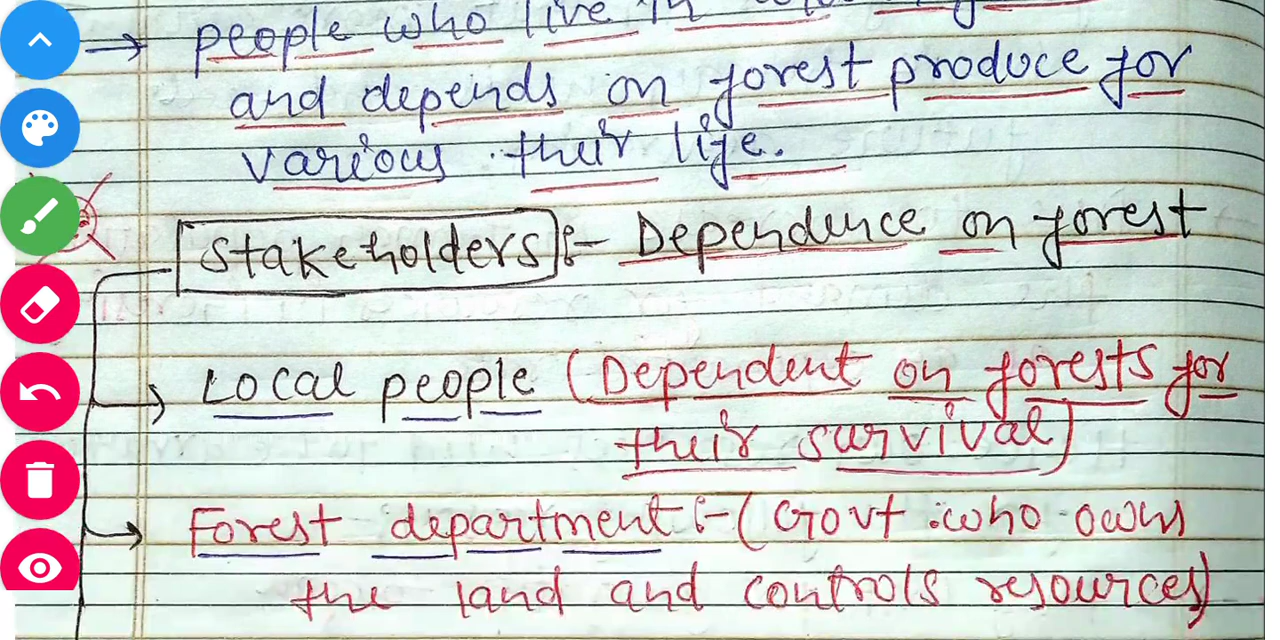 → people who live in
and depends on forest produce for
various their life.
Stakeholders :- Dependence on forest
→ Local people (Dependent on forests for
their survival)
→ Forest department :- (Govt. who owns
the land and controls resources)